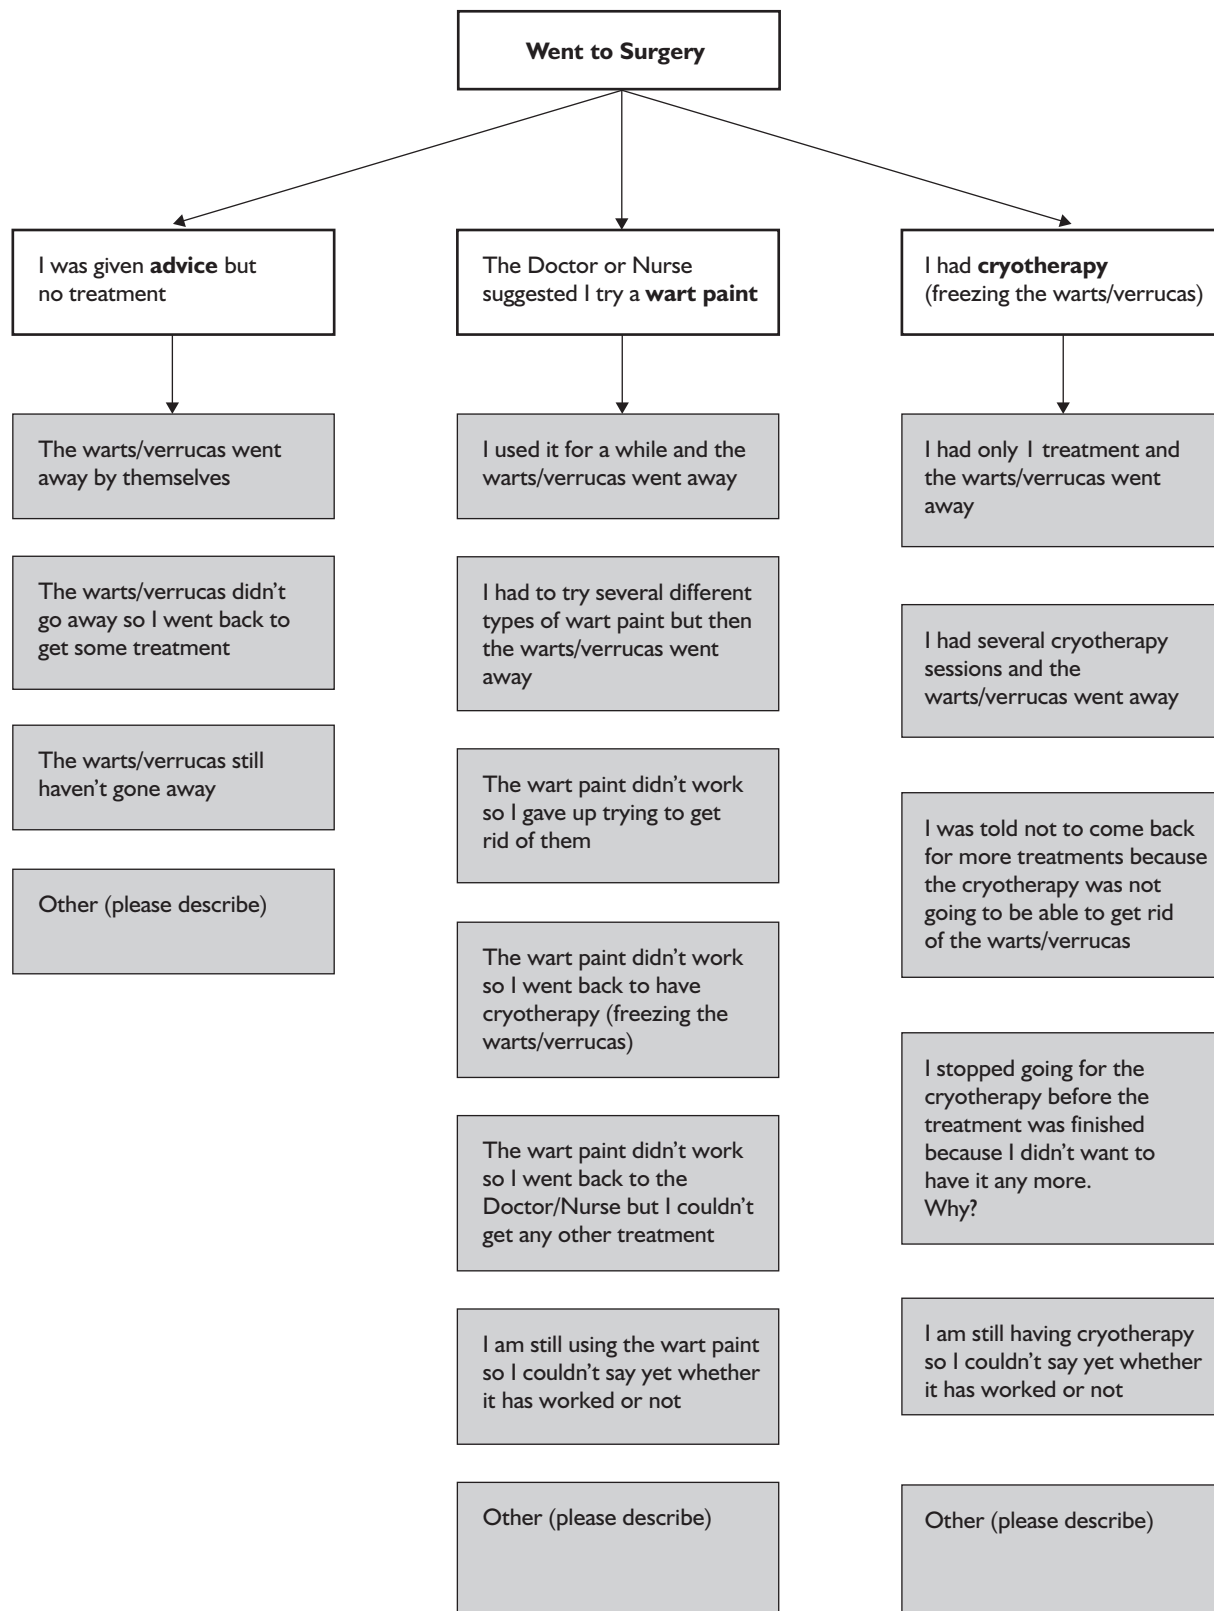 Went to Surgery
I was given advice but
no treatment
The Doctor or Nurse
suggested I try a wart paint
I had cryotherapy
(freezing the warts/verrucas)
The warts/verrucas went
away by themselves
The warts/verrucas didn’t
go away so I went back to
get some treatment
The warts/verrucas still
haven’t gone away
Other (please describe)
I used it for a while and the
warts/verrucas went away
I had to try several different
types of wart paint but then
the warts/verrucas went
away
The wart paint didn’t work
so I gave up trying to get
rid of them
The wart paint didn’t work
so I went back to have
cryotherapy (freezing the
warts/verrucas)
The wart paint didn’t work
so I went back to the
Doctor/Nurse but I couldn’t
get any other treatment
I am still using the wart paint
so I couldn’t say yet whether
it has worked or not
Other (please describe)
I had only 1 treatment and
the warts/verrucas went
away
I had several cryotherapy
sessions and the
warts/verrucas went away
I was told not to come back
for more treatments because
the cryotherapy was not
going to be able to get rid
of the warts/verrucas
I stopped going for the
cryotherapy before the
treatment was finished
because I didn’t want to
have it any more.
Why?
I am still having cryotherapy
so I couldn’t say yet whether
it has worked or not
Other (please describe)